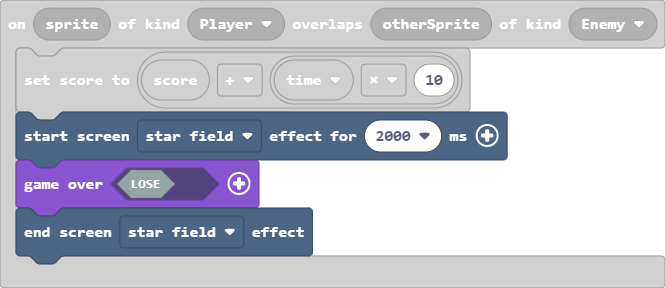 on sprite of kind Player overlaps otherSprite of kind Enemy
set score to score + time × 10
start screen star field effect for 2000 ms
game over LOSE
end screen star field effect